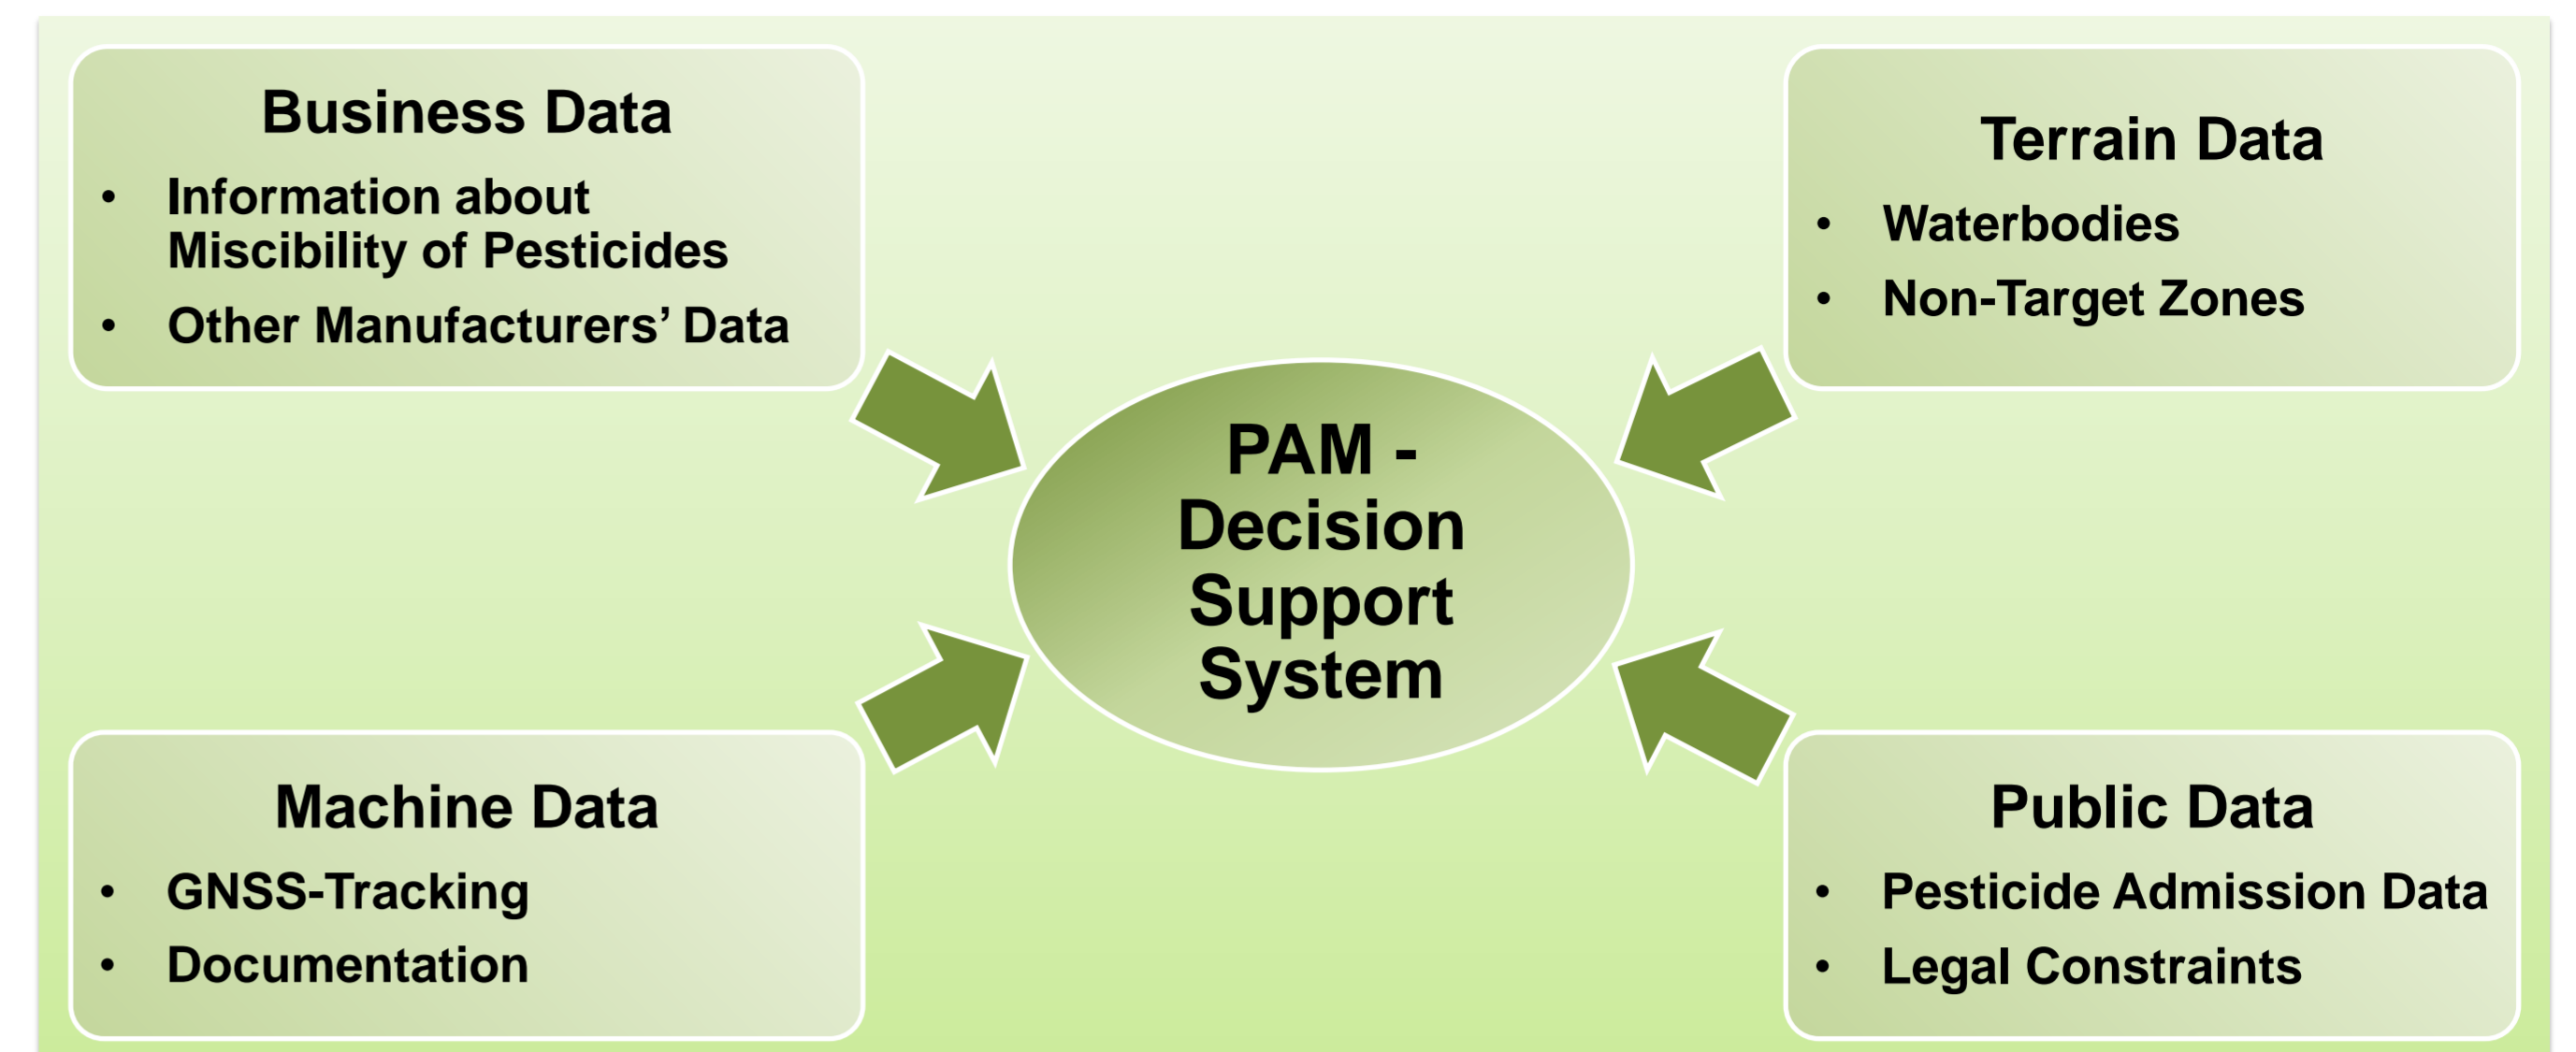 Business Data
• Information about
Miscibility of Pesticides
• Other Manufacturers’ Data
Terrain Data
• Waterbodies
• Non-Target Zones
PAM -
Decision
Support
System
Machine Data
• GNSS-Tracking
• Documentation
Public Data
• Pesticide Admission Data
• Legal Constraints